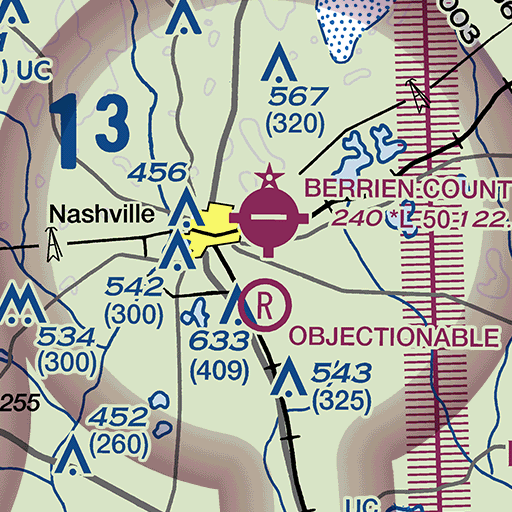 003
) UC
567
(320)
13
456
BERRIEN COUNT
Nashville
240 *L 50 122.
542
(300)
R
534
(300)
633
(409)
OBJECTIONABLE
543
(325)
255
452
(260)
UC